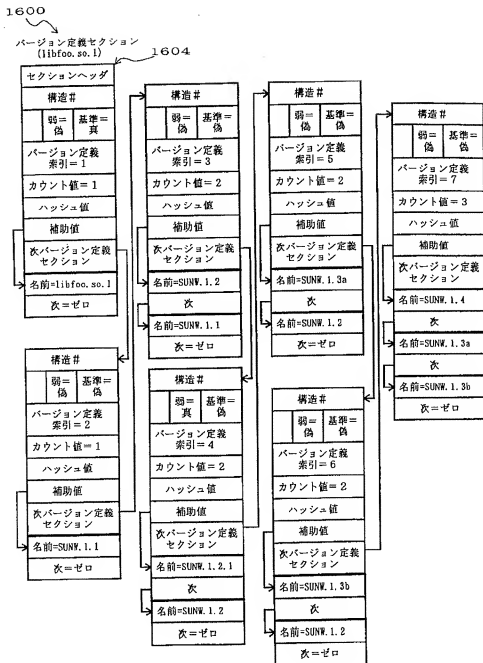 1600
バージョン定義セクション
(libfoo.so.1)
1604
セクションヘッダ
構造#
弱=
偽
基準=
真
バージョン定義
索引=1
カウント値=1
ハッシュ値
補助値
次バージョン定義
セクション
名前=libfoo.so.1
次=ゼロ
構造#
弱=
偽
基準=
偽
バージョン定義
索引=2
カウント値=1
ハッシュ値
補助値
次バージョン定義
セクション
名前=SUNW.1.1
次=ゼロ
構造#
弱=
偽
基準=
偽
バージョン定義
索引=3
カウント値=2
ハッシュ値
補助値
次バージョン定義
セクション
名前=SUNW.1.2
次
名前=SUNW.1.1
次=ゼロ
構造#
弱=
真
基準=
偽
バージョン定義
索引=4
カウント値=2
ハッシュ値
補助値
次バージョン定義
セクション
名前=SUNW.1.2.1
次
名前=SUNW.1.2
次=ゼロ
構造#
弱=
偽
基準=
偽
バージョン定義
索引=5
カウント値=2
ハッシュ値
補助値
次バージョン定義
セクション
名前=SUNW.1.3a
次
名前=SUNW.1.2
次=ゼロ
構造#
弱=
偽
基準=
偽
バージョン定義
索引=6
カウント値=2
ハッシュ値
補助値
次バージョン定義
セクション
名前=SUNW.1.3b
次
名前=SUNW.1.2
次=ゼロ
構造#
弱=
偽
基準=
偽
バージョン定義
索引=7
カウント値=3
ハッシュ値
補助値
次バージョン定義
セクション
名前=SUNW.1.4
次
名前=SUNW.1.3a
次
名前=SUNW.1.3b
次=ゼロ